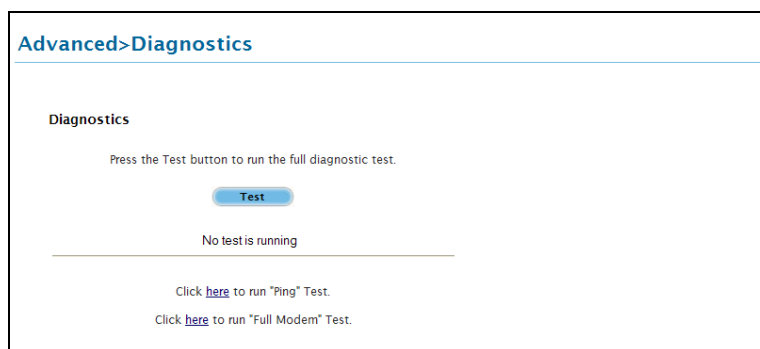 Advanced>Diagnostics
Diagnostics
Press the Test button to run the full diagnostic test.
Test
No test is running
Click here to run "Ping" Test.
Click here to run "Full Modem" Test.